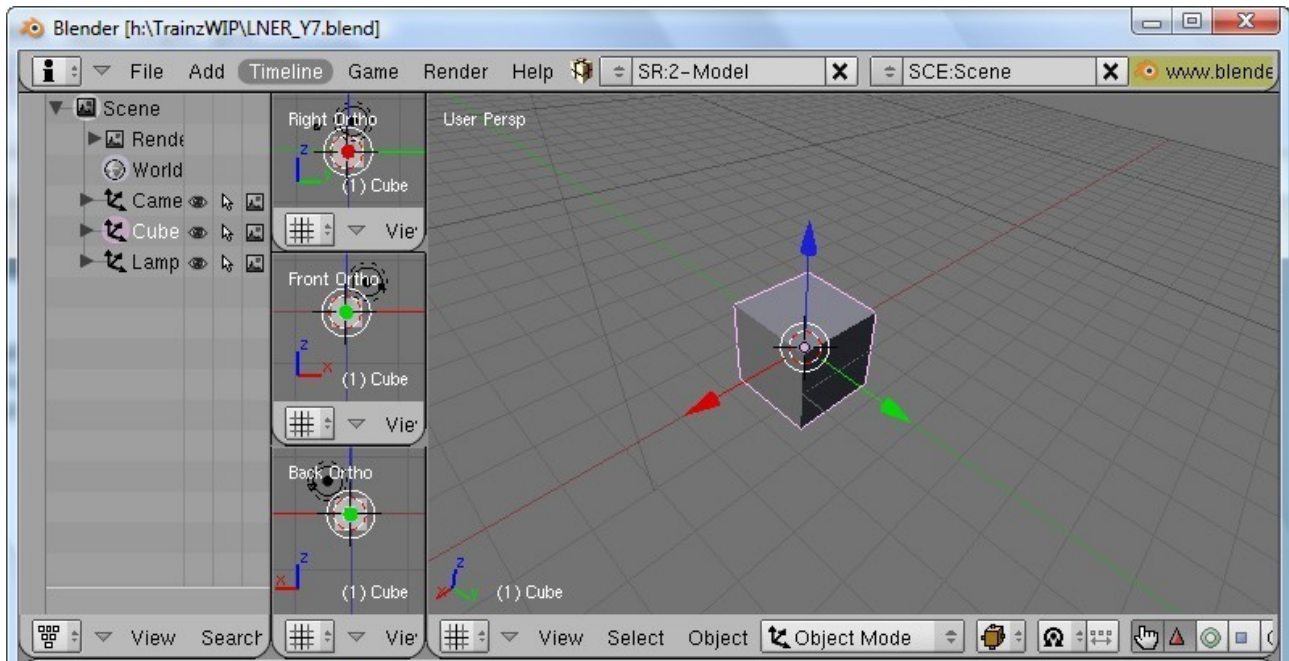 Blender [h:\TrainzWIP\LNER_Y7.blend]
File Add Timeline Game Render Help SR:2-Model SCE:Scene www.blende
Scene
Rende
World
Came
Cube
Lamp
View Search
Right Ortho
z y
(1) Cube
Vie
Front Ortho
z
x
(1) Cube
Vie
Back Ortho
z
x
(1) Cube
Vie
User Persp
z
x y
(1) Cube
View Select Object Object Mode